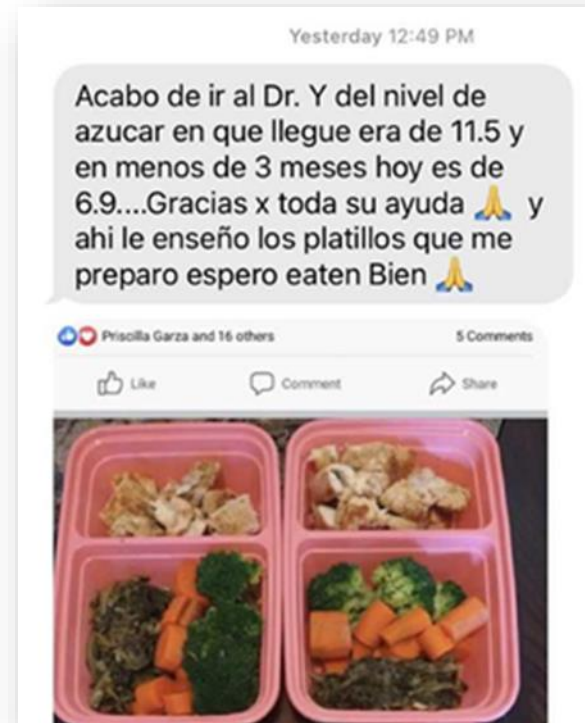 Yesterday 12:49 PM
Acabo de ir al Dr. Y del nivel de
azucar en que llegue era de 11.5 y
en menos de 3 meses hoy es de
6.9....Gracias x toda su ayuda 🙏 y
ahi le enseño los platillos que me
preparo espero eaten Bien 🙏
Priscilla Garza and 16 others 5 Comments
Like Comment Share